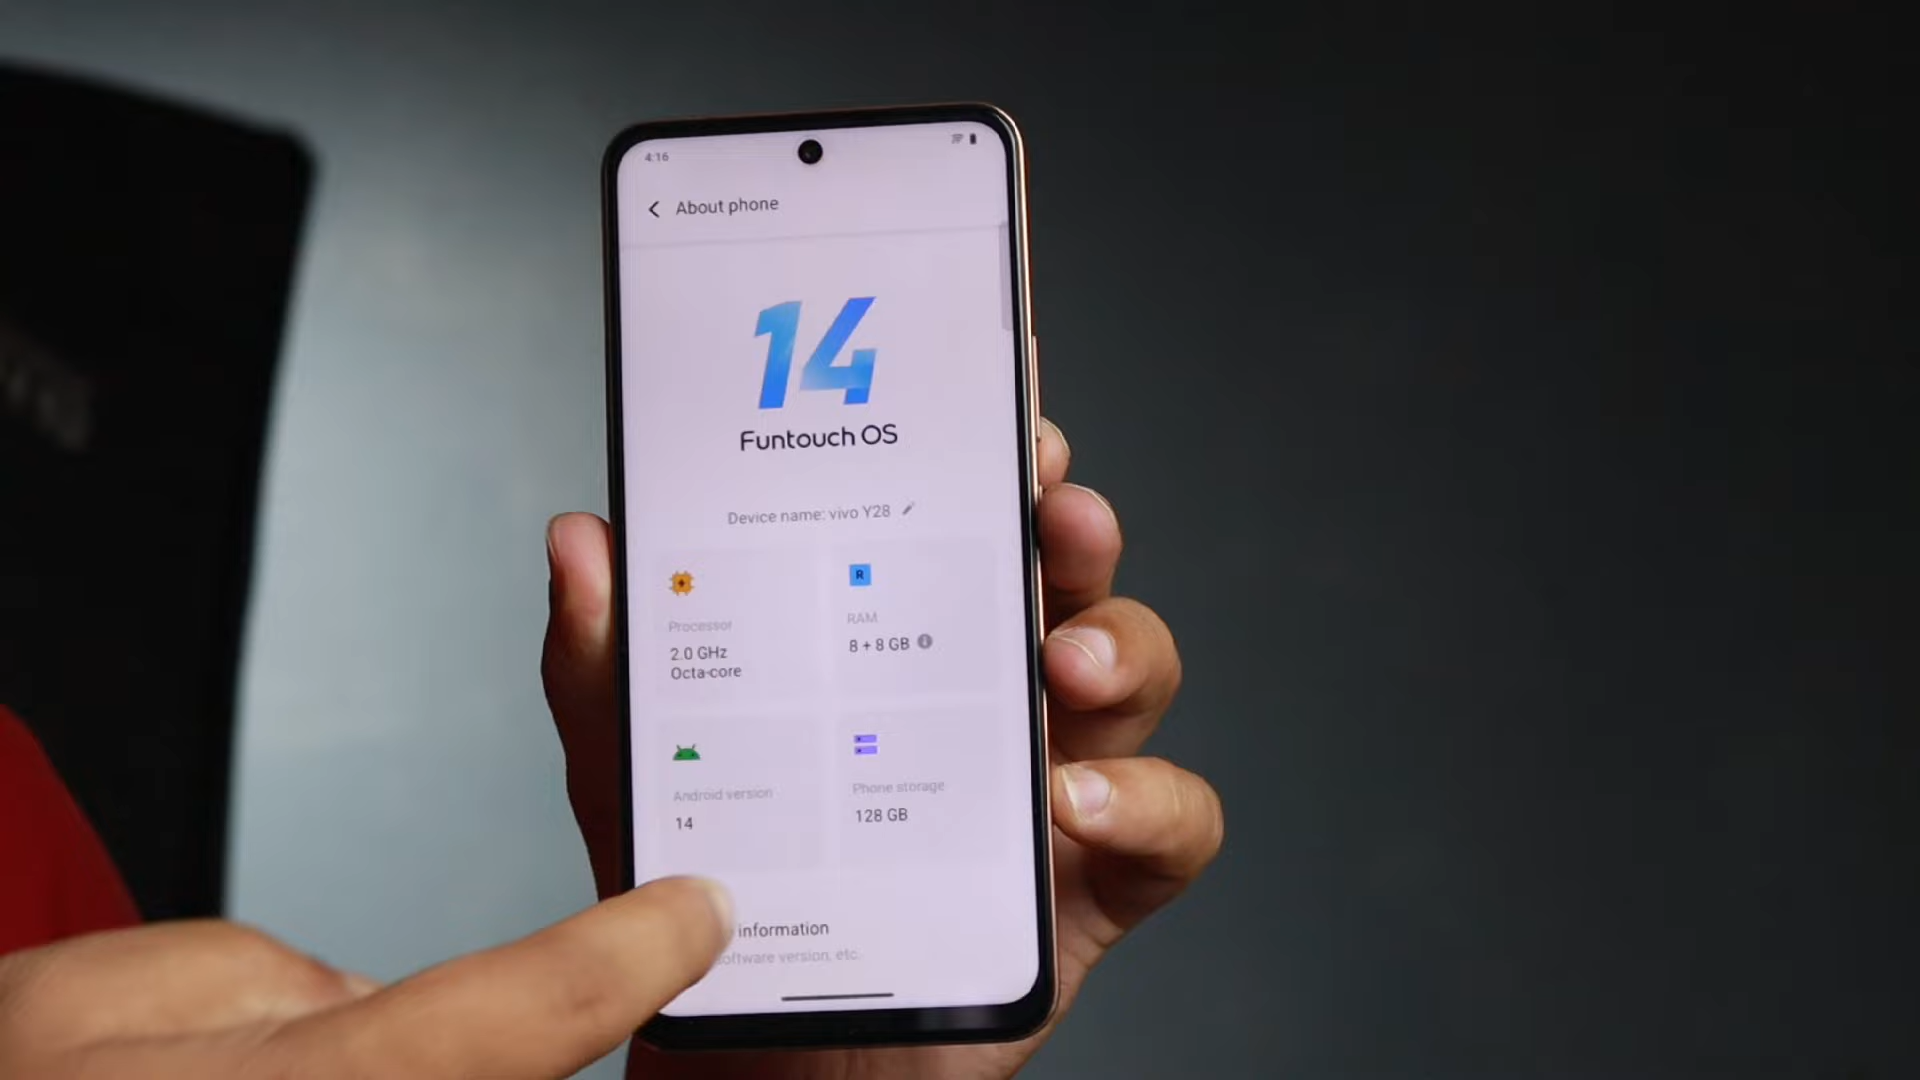 4:16
About phone
14
Funtouch OS
Device name: vivo Y28
R
Processor
2.0 GHz
Octa-core
RAM
8 + 8 GB
Android version
14
Phone storage
128 GB
information
software version, etc.